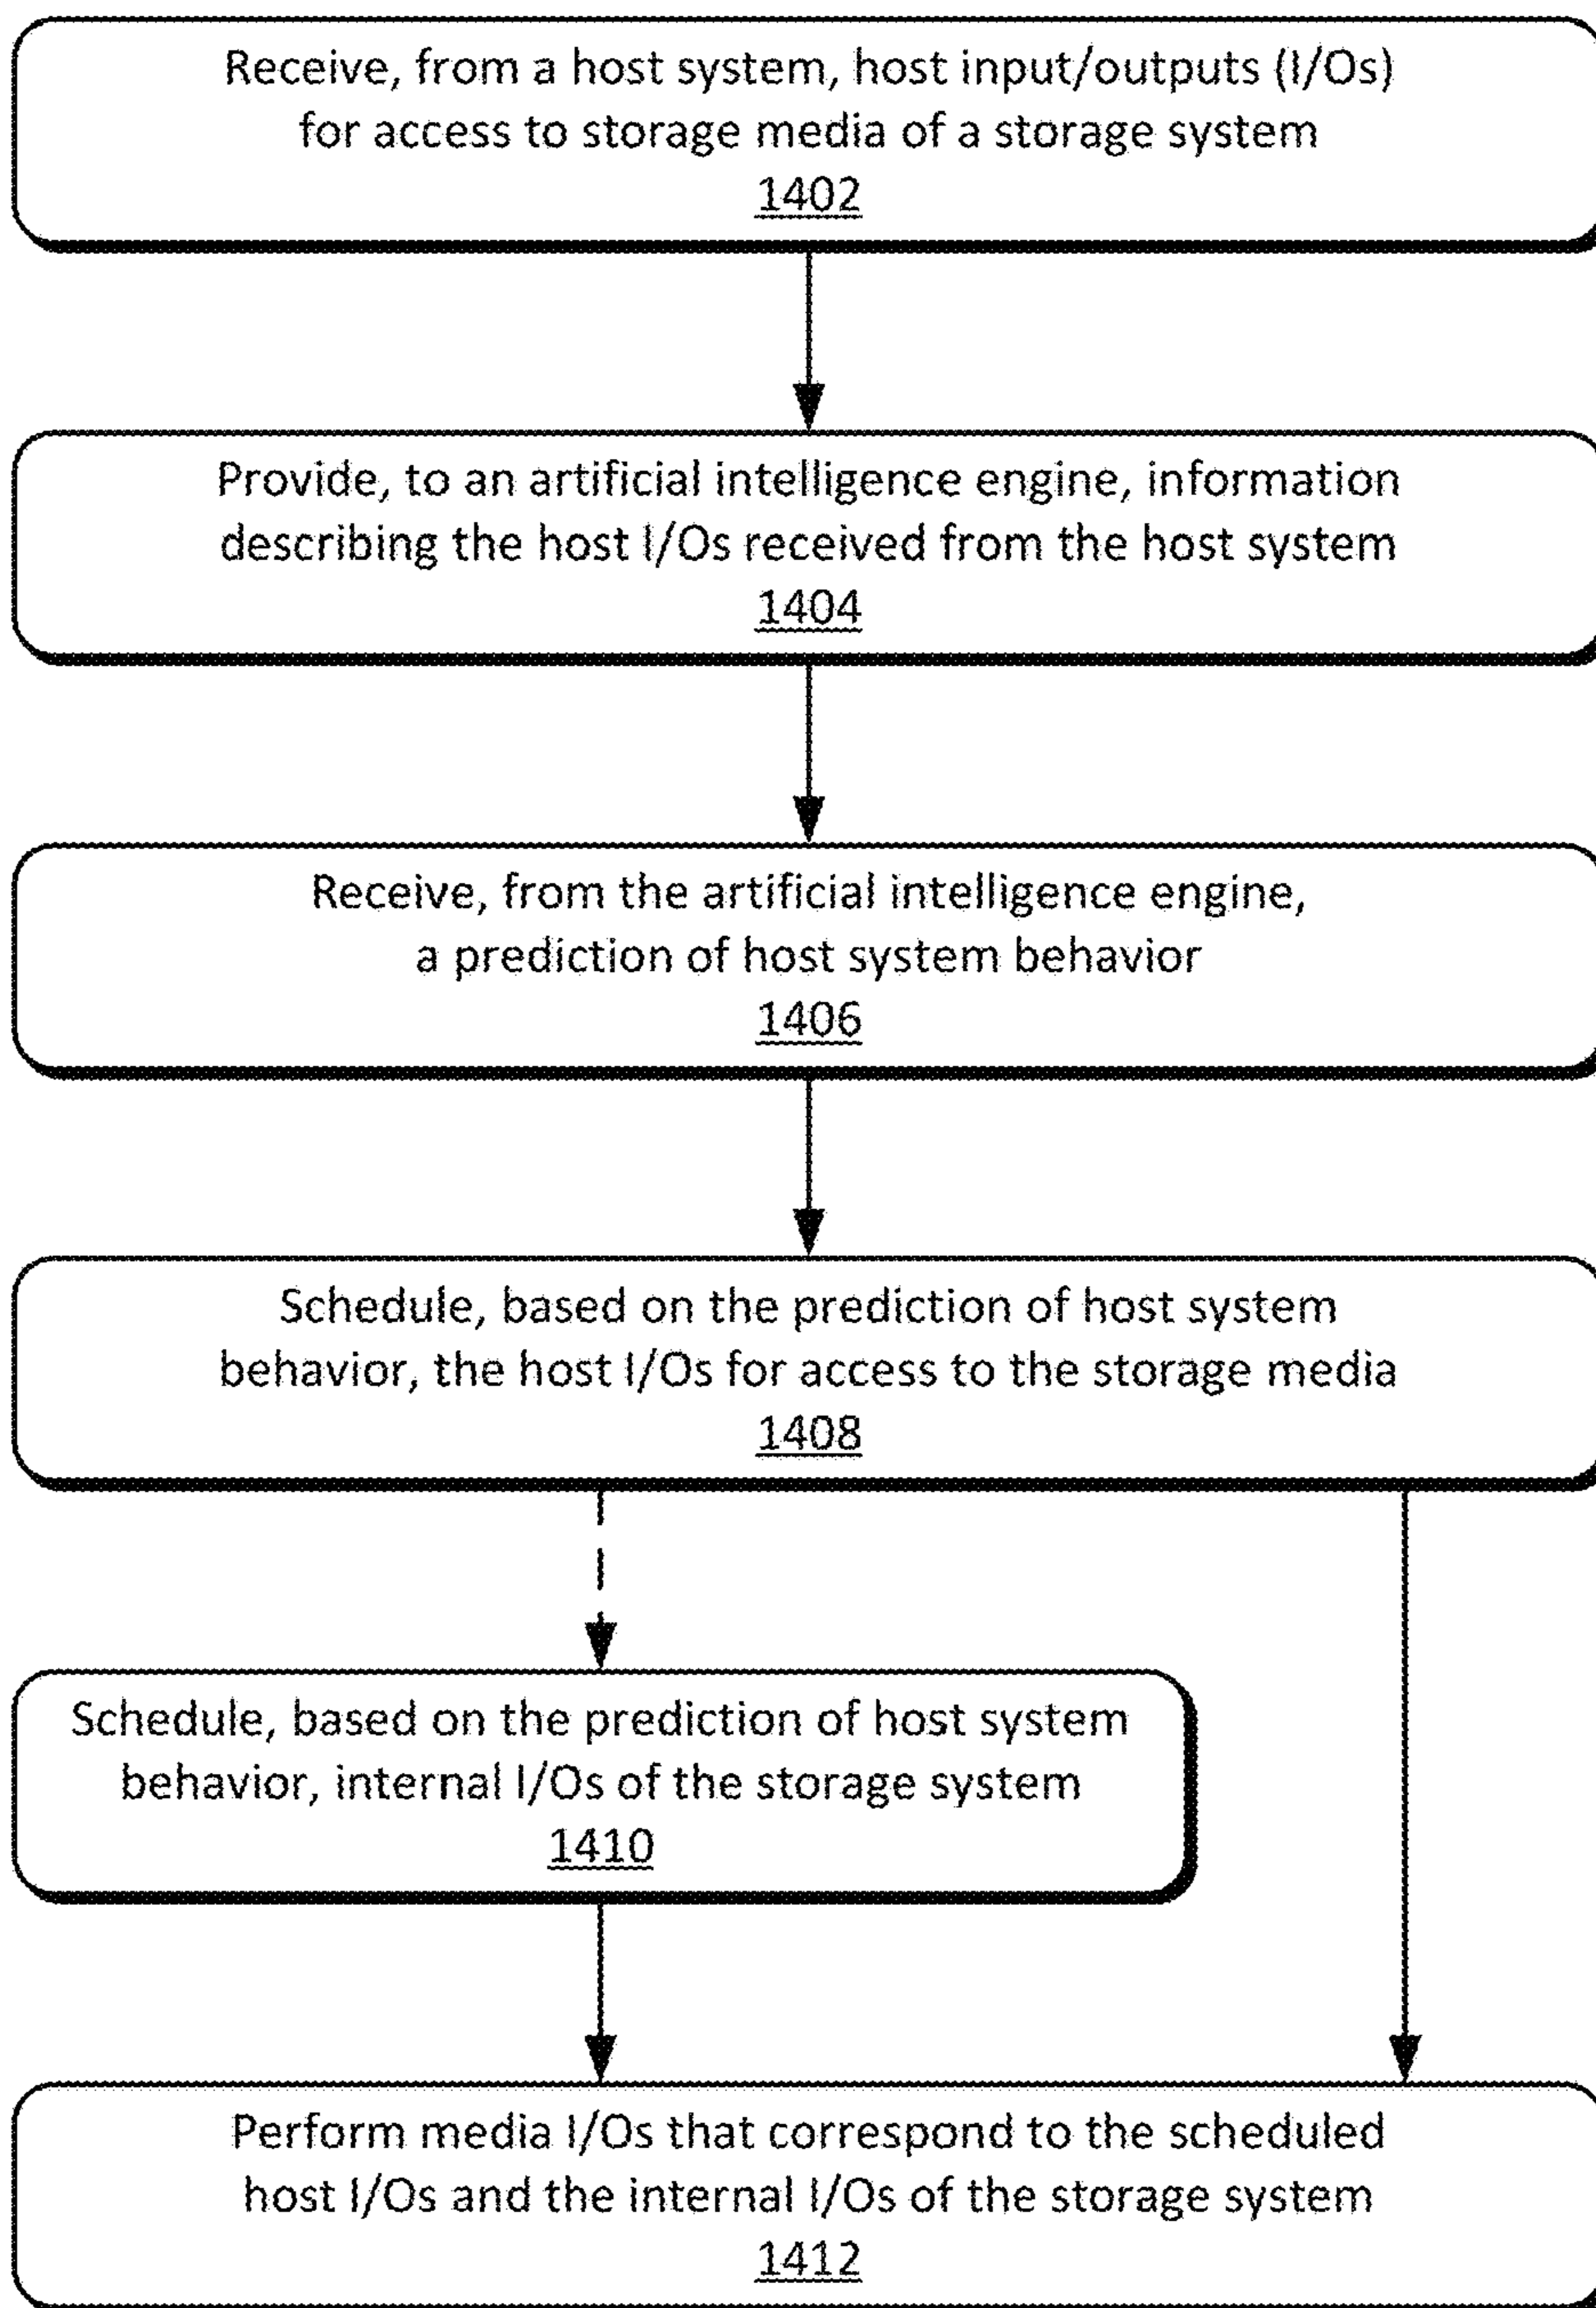 Receive, from a host system, host input/outputs (I/Os)
for access to storage media of a storage system
1402
Provide, to an artificial intelligence engine, information
describing the host I/Os received from the host system
1404
Receive, from the artificial intelligence engine,
a prediction of host system behavior
1406
Schedule, based on the prediction of host system
behavior, the host I/Os for access to the storage media
1408
Schedule, based on the prediction of host system
behavior, internal I/Os of the storage system
1410
Perform media I/Os that correspond to the scheduled
host I/Os and the internal I/Os of the storage system
1412